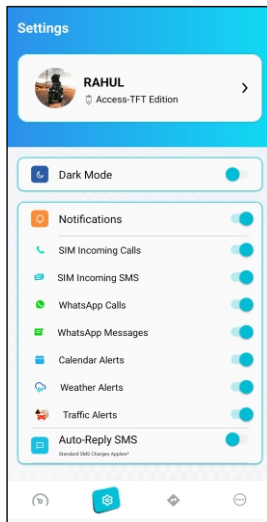 Settings
RAHUL
Access-TFT Edition
Dark Mode
Notifications
SIM Incoming Calls
SIM Incoming SMS
WhatsApp Calls
WhatsApp Messages
Calendar Alerts
Weather Alerts
Traffic Alerts
Auto-Reply SMS
Standard SMS Charges Applies*